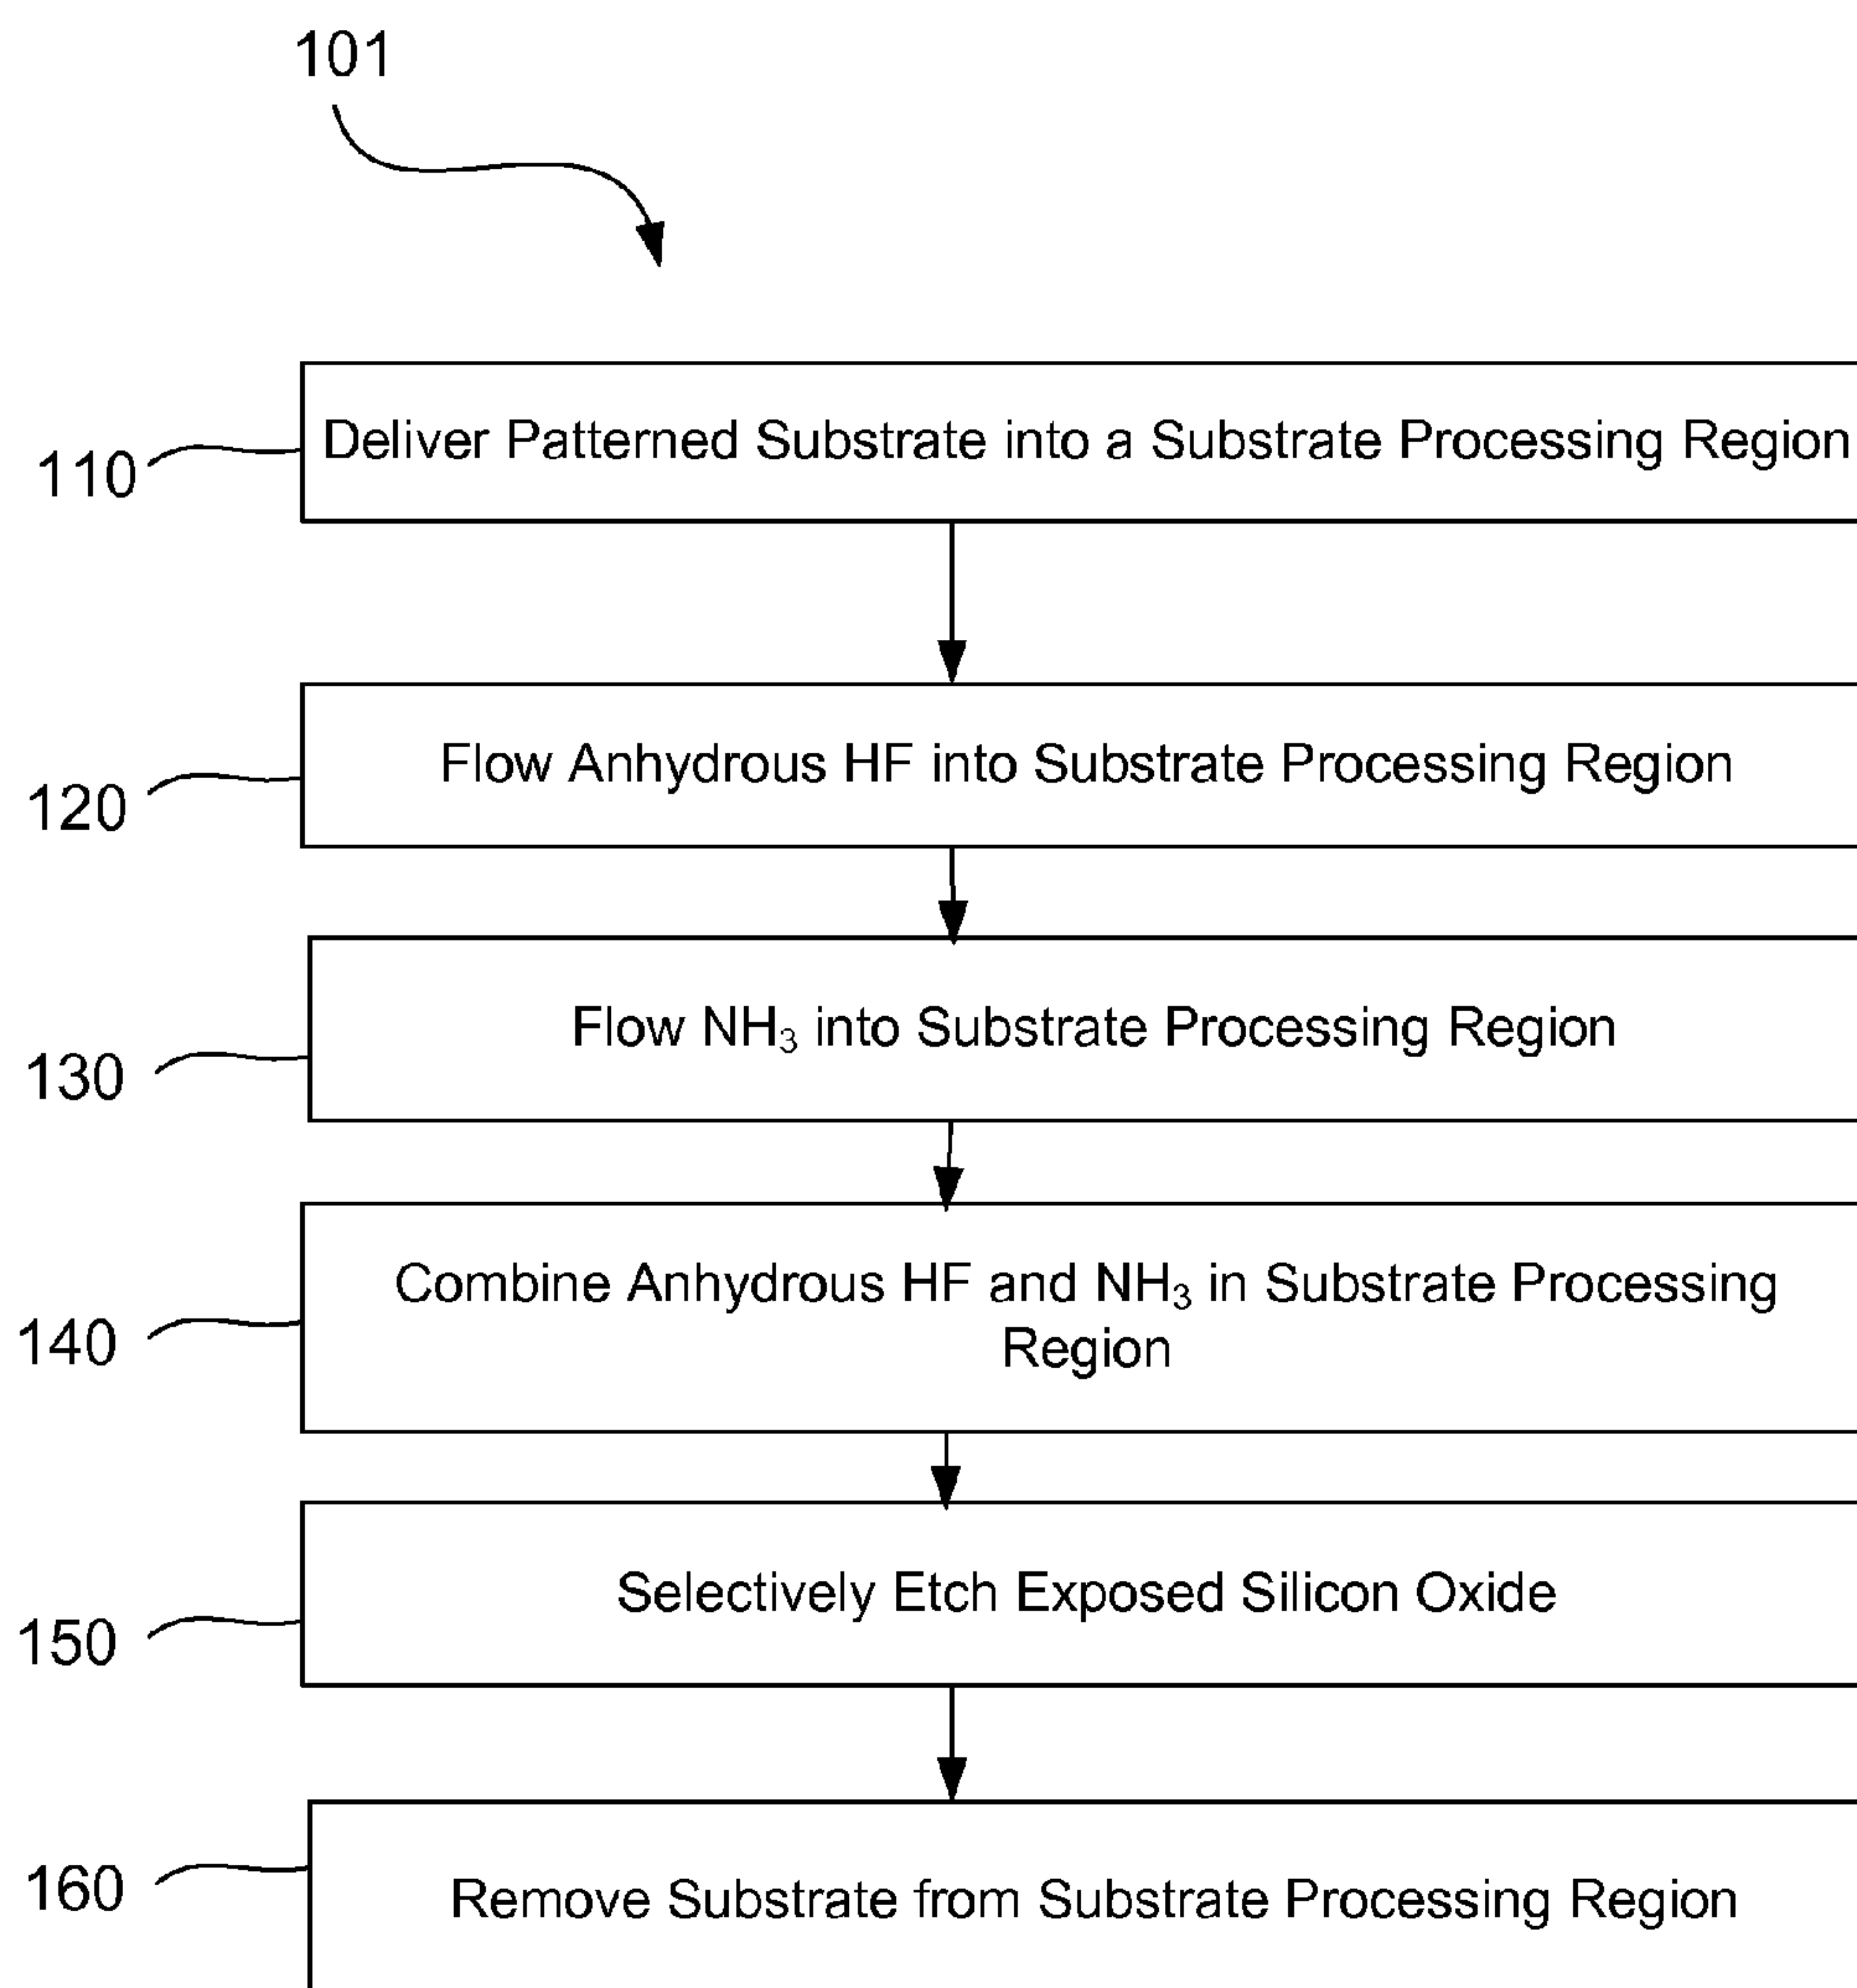 101
110
Deliver Patterned Substrate into a Substrate Processing Region
120
Flow Anhydrous HF into Substrate Processing Region
130
Flow NH₃ into Substrate Processing Region
140
Combine Anhydrous HF and NH₃ in Substrate Processing
Region
150
Selectively Etch Exposed Silicon Oxide
160
Remove Substrate from Substrate Processing Region